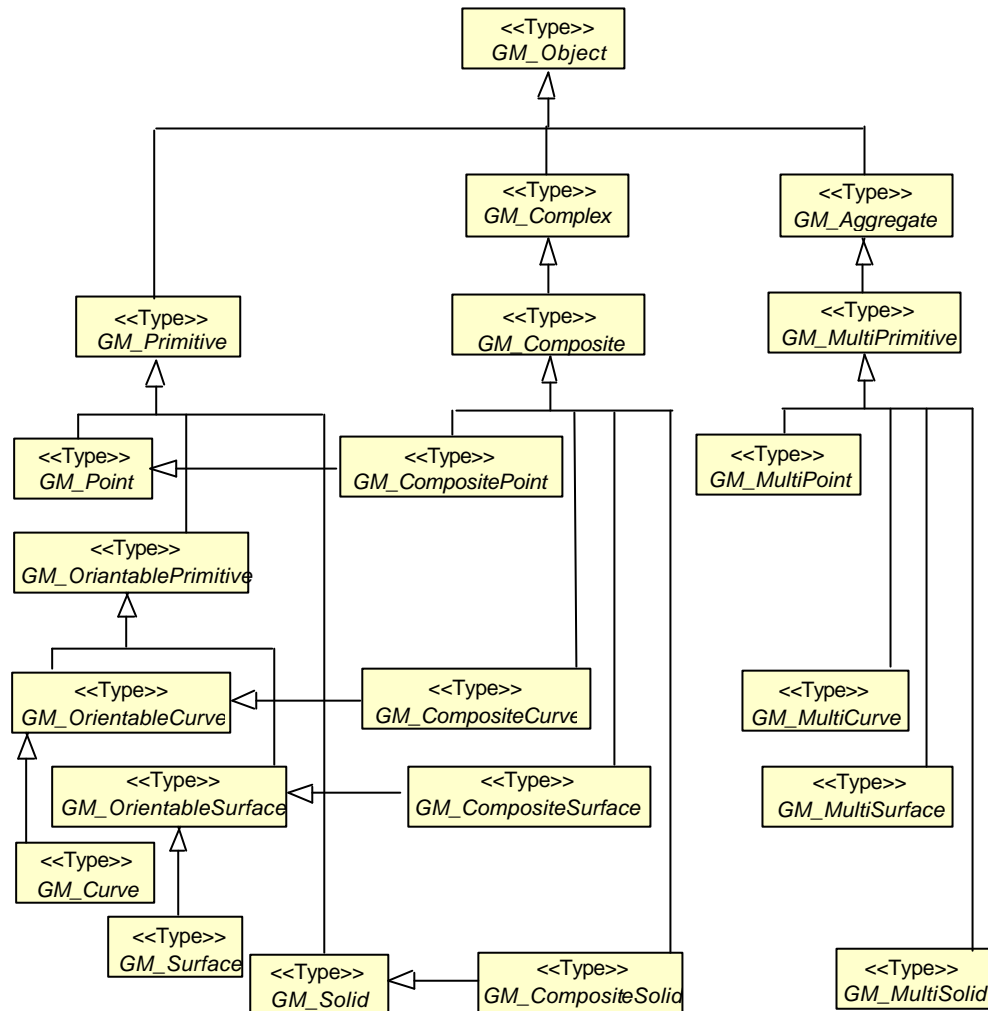 <<Type>>
GM_Object
<<Type>>
GM_Complex
<<Type>>
GM_Aggregate
<<Type>>
GM_Primitive
<<Type>>
GM_Composite
<<Type>>
GM_MultiPrimitive
<<Type>>
GM_Point
<<Type>>
GM_CompositePoint
<<Type>>
GM_MultiPoint
<<Type>>
GM_OriantablePrimitive
<<Type>>
GM_OrientableCurve
<<Type>>
GM_CompositeCurve
<<Type>>
GM_MultiCurve
<<Type>>
GM_OrientableSurface
<<Type>>
GM_CompositeSurface
<<Type>>
GM_MultiSurface
<<Type>>
GM_Curve
<<Type>>
GM_Surface
<<Type>>
GM_Solid
<<Type>>
GM_CompositeSolid
<<Type>>
GM_MultiSolid